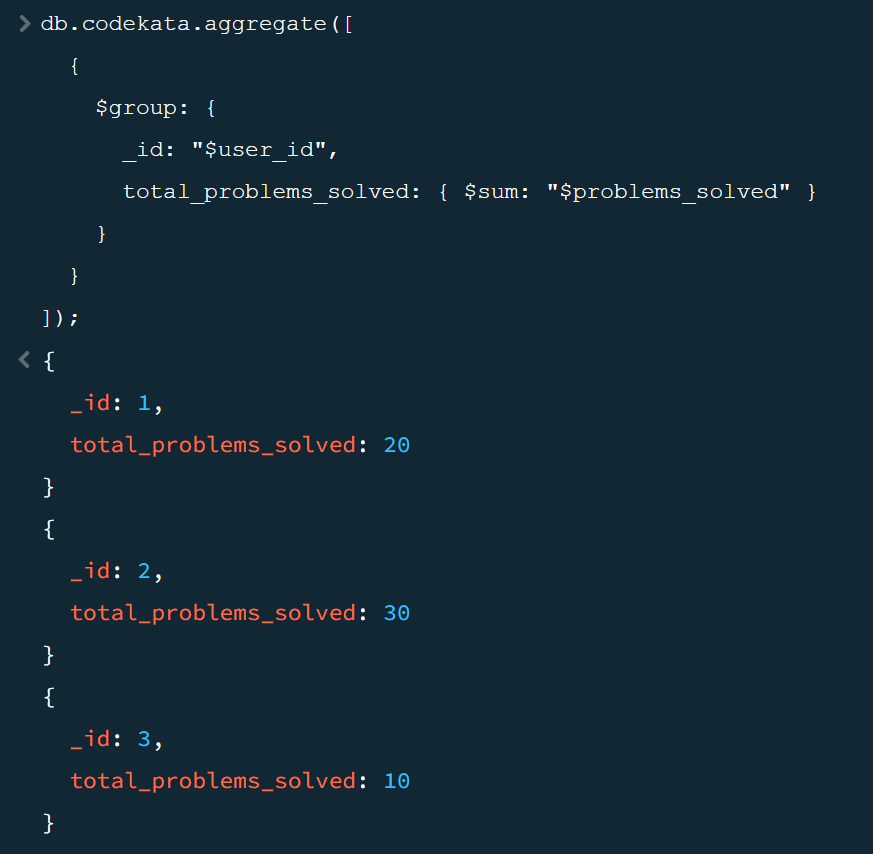 > db.codekata.aggregate([
{
$group: {
_id: "$user_id",
total_problems_solved: { $sum: "$problems_solved" }
}
}
]);
< {
_id: 1,
total_problems_solved: 20
}
{
_id: 2,
total_problems_solved: 30
}
{
_id: 3,
total_problems_solved: 10
}